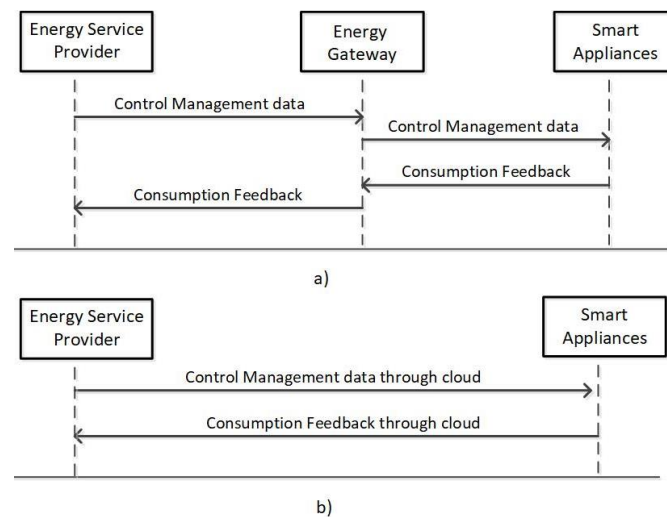 Energy Service
Provider
Energy
Gateway
Smart
Appliances
Control Management data
Control Management data
Consumption Feedback
Consumption Feedback
a)
Energy Service
Provider
Smart
Appliances
Control Management data through cloud
Consumption Feedback through cloud
b)